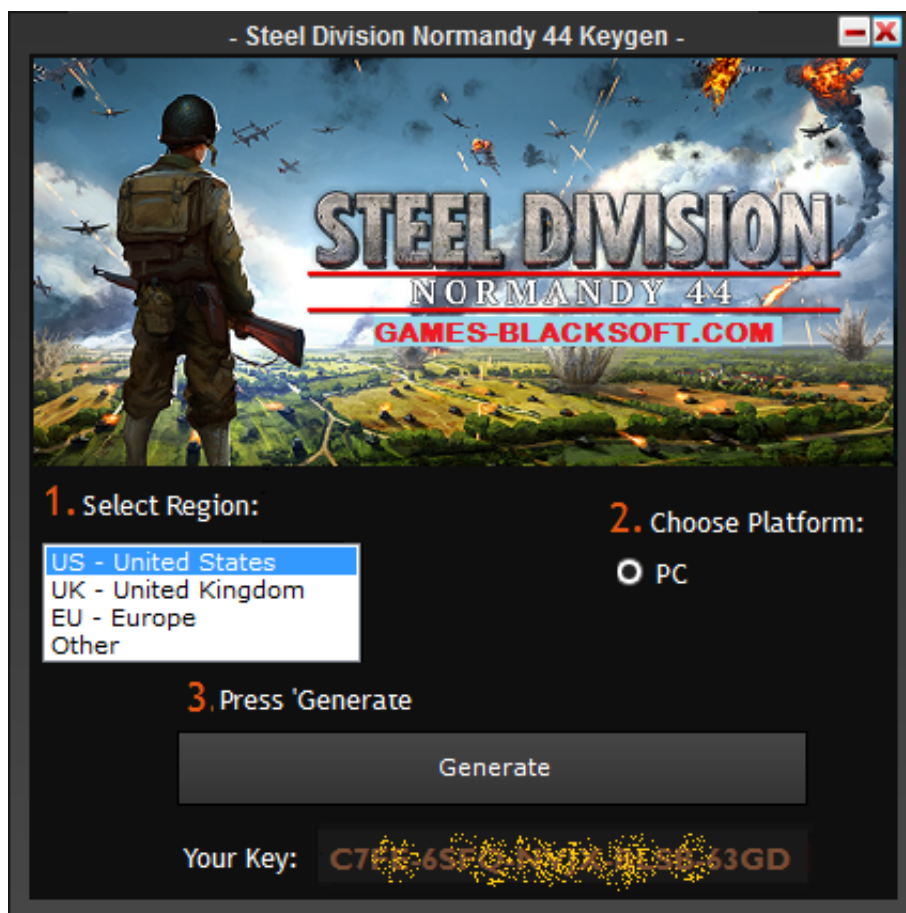 - Steel Division Normandy 44 Keygen -
STEEL DIVISION
NORMANDY 44
GAMES-BLACKSOFT.COM
1. Select Region:
2. Choose Platform:
US - United States
UK - United Kingdom
EU - Europe
Other
PC
3. Press 'Generate
Generate
Your Key: